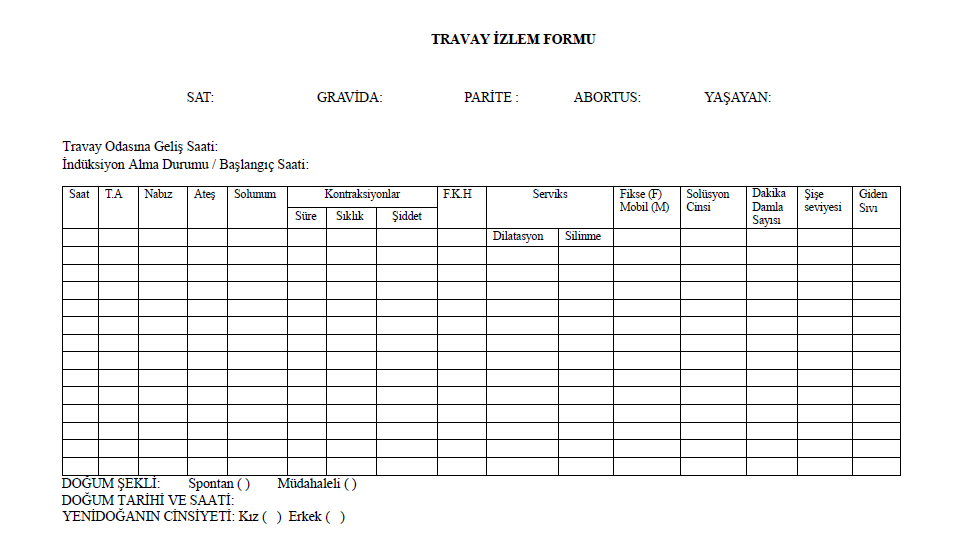 TRAVAY İZLEM FORMU
SAT: GRAVİDA: PARİTE : ABORTUS: YAŞAYAN:
Travay Odasına Geliş Saati:
İndüksiyon Alma Durumu / Başlangıç Saati:
Saat T.A Nabız Ateş Solunum Kontraksiyonlar F.K.H Serviks Fikse (F) Solüsyon Dakika Şişe Giden
Mobil (M) Cinsi Damla seviyesi Sıvı
Süre Sıklık Şiddet Sayısı
Dilatasyon Silinme
DOĞUM ŞEKLİ: Spontan ( ) Müdahaleli ( )
DOĞUM TARİHİ VE SAATİ:
YENİDOĞANIN CİNSİYETİ: Kız ( ) Erkek ( )